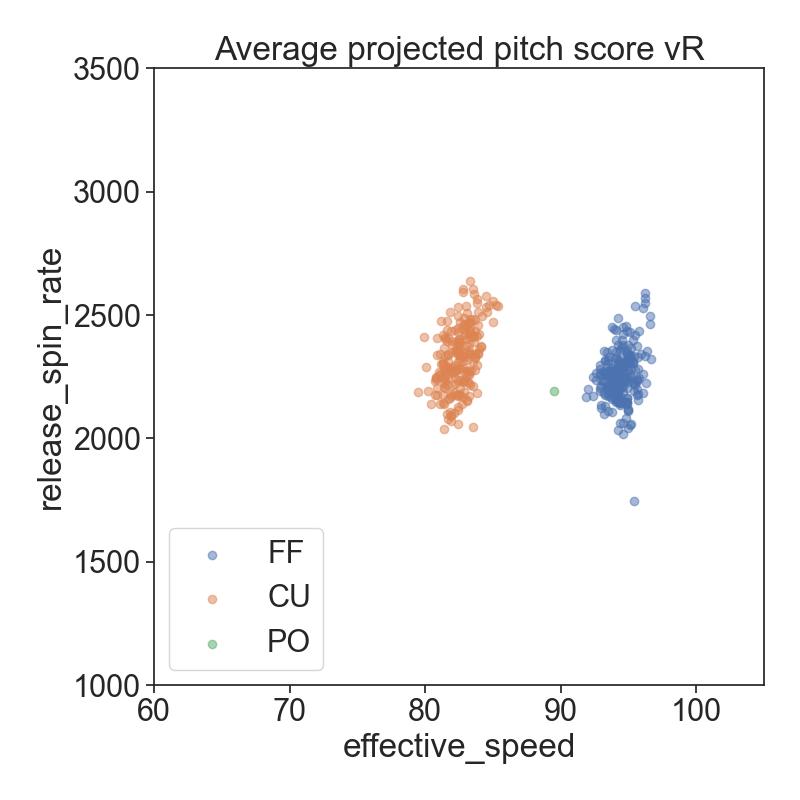 Average projected pitch score vR
3500
3000
2500
2000
1500
1000
release_spin_rate
FF
CU
PO
60 70 80 90 100
effective_speed